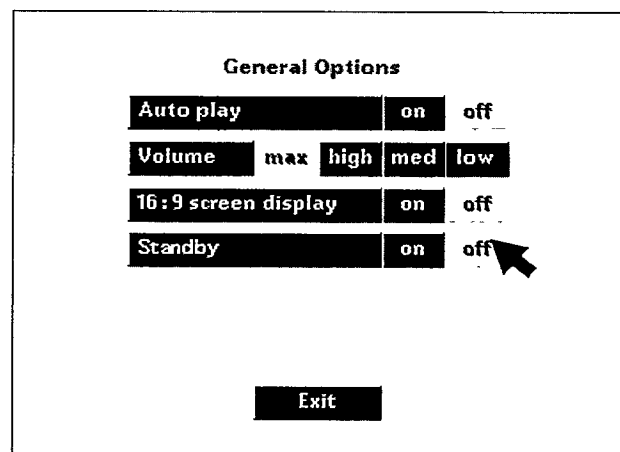 General Options
Auto play on off
Volume max high med low
16:9 screen display on off
Standby on off
Exit